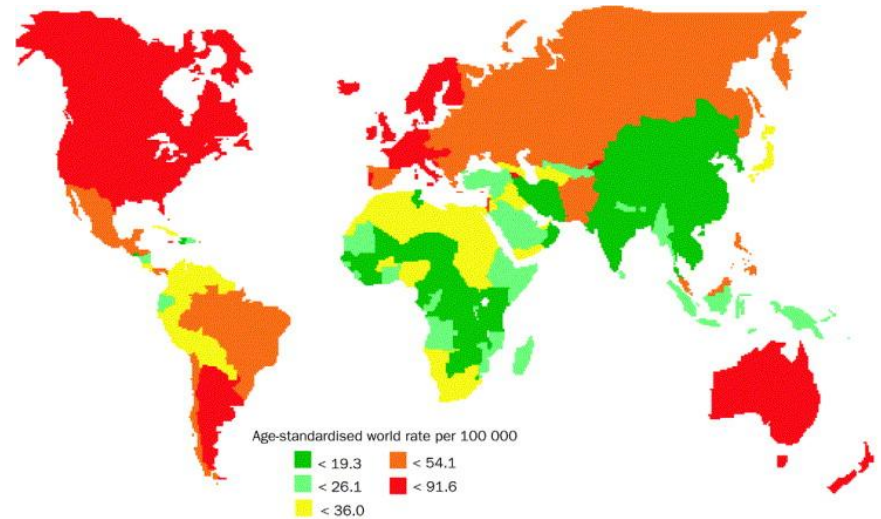 Age-standardised world rate per 100 000
< 19.3 < 54.1
< 26.1 < 91.6
< 36.0